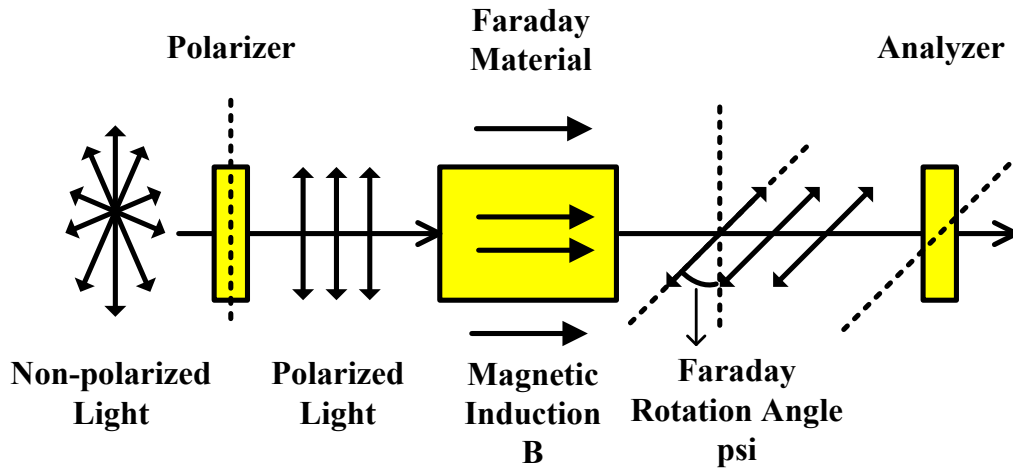 Polarizer
Faraday
Material
Analyzer
Non-polarized
Light
Polarized
Light
Magnetic
Induction
B
Faraday
Rotation Angle
psi